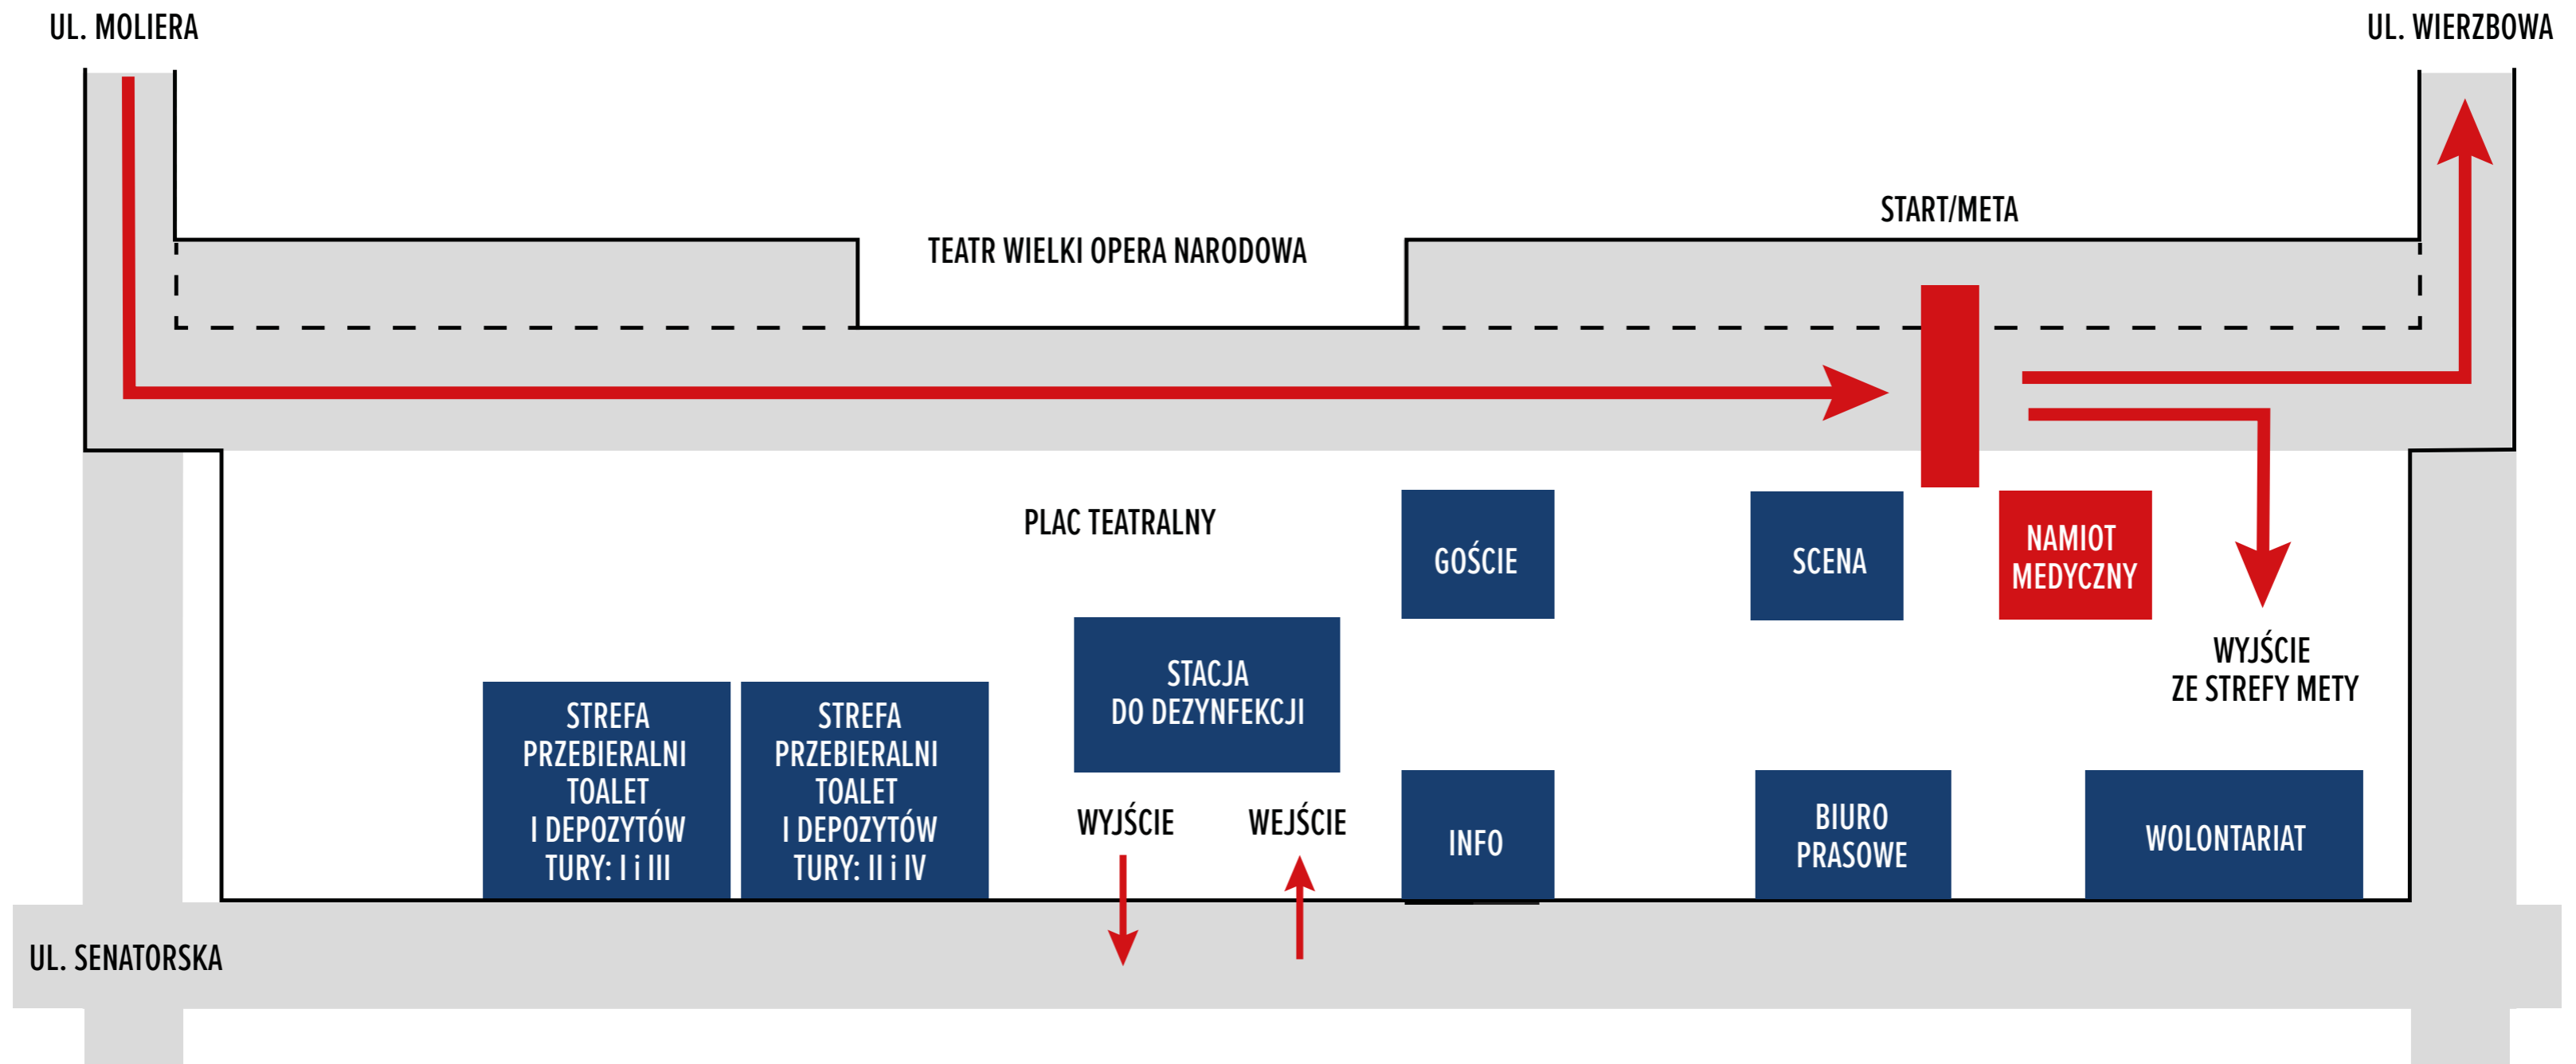 UL. MOLIERA
UL. WIERZBOWA
START/META
TEATR WIELKI OPERA NARODOWA
PLAC TEATRALNY
GOŚCIE
SCENA
NAMIOT
MEDYCZNY
WYJŚCIE
ZE STREFY METY
STACJA
DO DEZYNFEKCJI
STREFA
PRZEBIERALNI
TOALET
I DEPOZYTÓW
TURY: I i III
STREFA
PRZEBIERALNI
TOALET
I DEPOZYTÓW
TURY: II i IV
WYJŚCIE
WEJŚCIE
INFO
BIURO
PRASOWE
WOLONTARIAT
UL. SENATORSKA